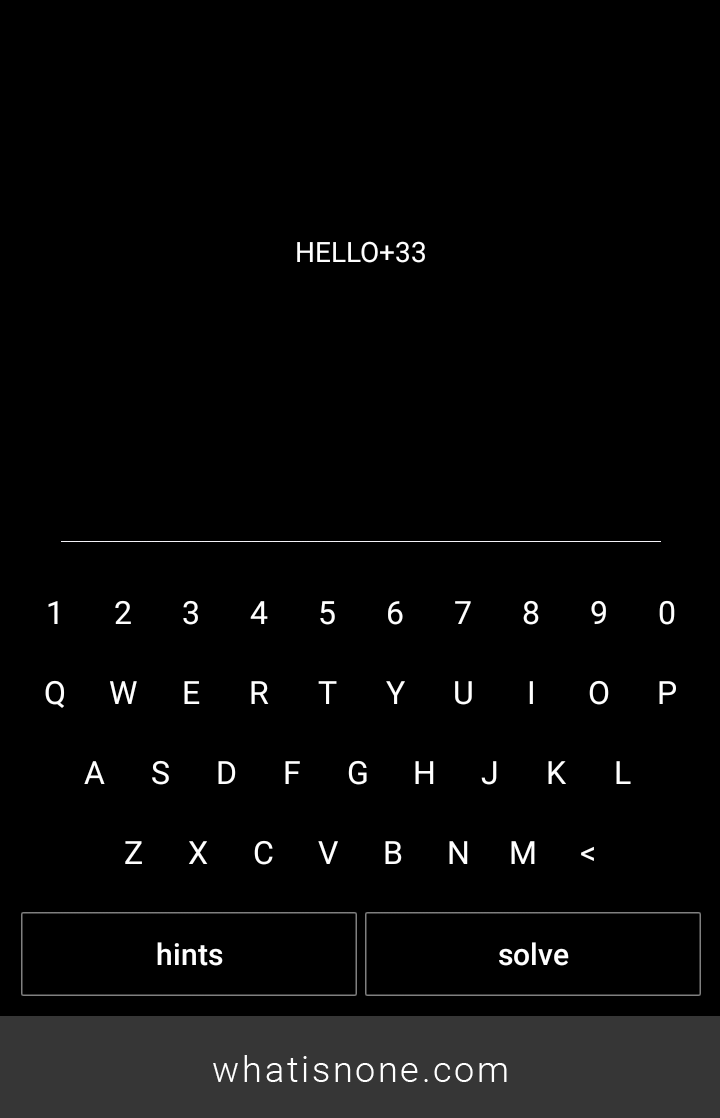 HELLO+33
1 2 3 4 5 6 7 8 9 0
Q W E R T Y U I O P
A S D F G H J K L
Z X C V B N M <
hints solve
whatisnone.com